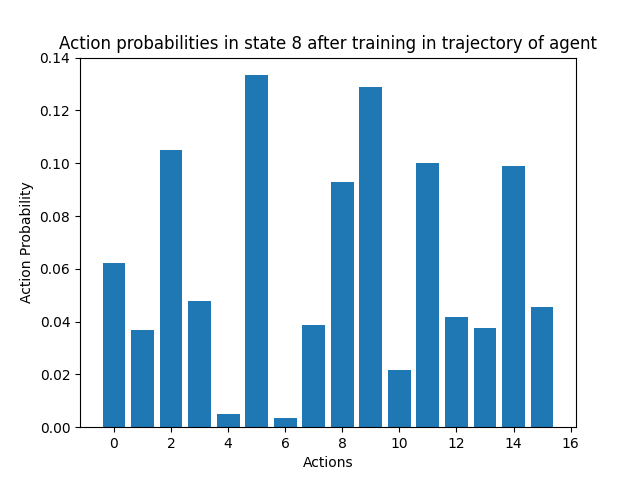 Action probabilities in state 8 after training in trajectory of agent
0.14
0.12
0.10
0.08
0.06
0.04
0.02
0.00
Action Probability
0 2 4 6 8 10 12 14 16
Actions